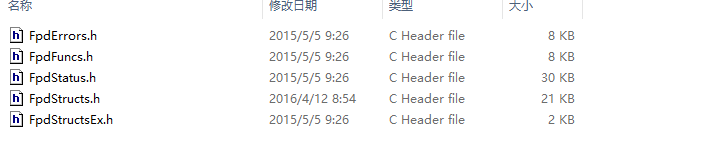 名称 修改日期 类型 大小
FpdErrors.h 2015/5/5 9:26 C Header file 8 KB
FpdFuncs.h 2015/5/5 9:26 C Header file 8 KB
FpdStatus.h 2015/5/5 9:26 C Header file 30 KB
FpdStructs.h 2016/4/12 8:54 C Header file 21 KB
FpdStructsEx.h 2015/5/5 9:26 C Header file 2 KB